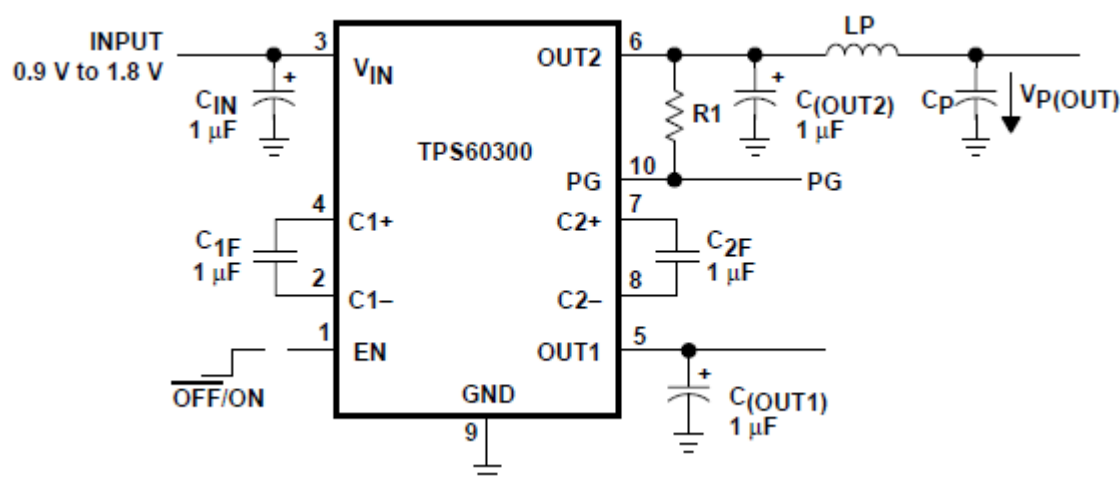 INPUT
0.9 V to 1.8 V
3
VIN
CIN
+
1 µF
TPS60300
OUT2
6
R1
+
C(OUT2)
1 µF
LP
CP
VP(OUT)
PG
10
PG
4
C1+
C1F
1 µF
2
C1–
7
C2+
C2F
1 µF
8
C2–
1
EN
OFF/ON
OUT1
5
+
C(OUT1)
1 µF
GND
9